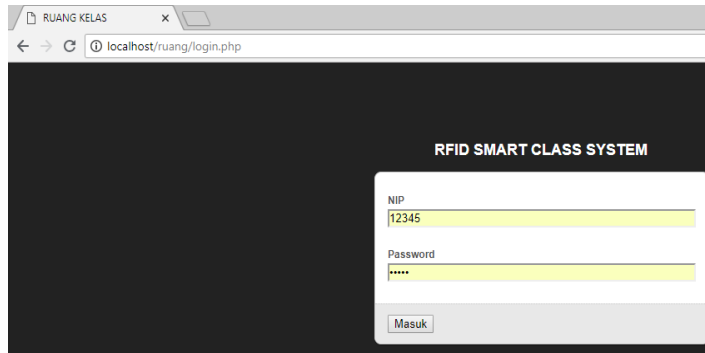 RUANG KELAS
localhost/ruang/login.php
RFID SMART CLASS SYSTEM
NIP
12345
Password
•••••
Masuk